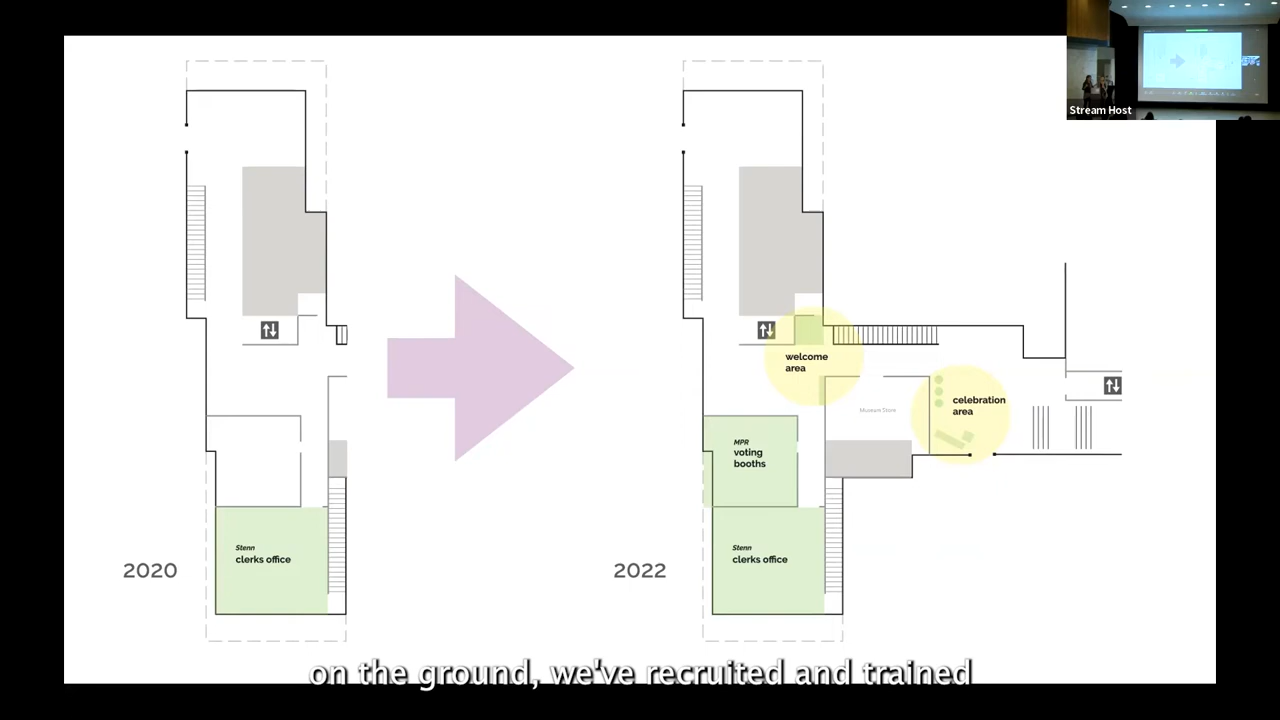 Stream Host
welcome
area
celebration
area
Museum Store
MPR
voting
booths
Stenn
clerks office
2020
Stenn
clerks office
2022
on the ground, we've recruited and trained